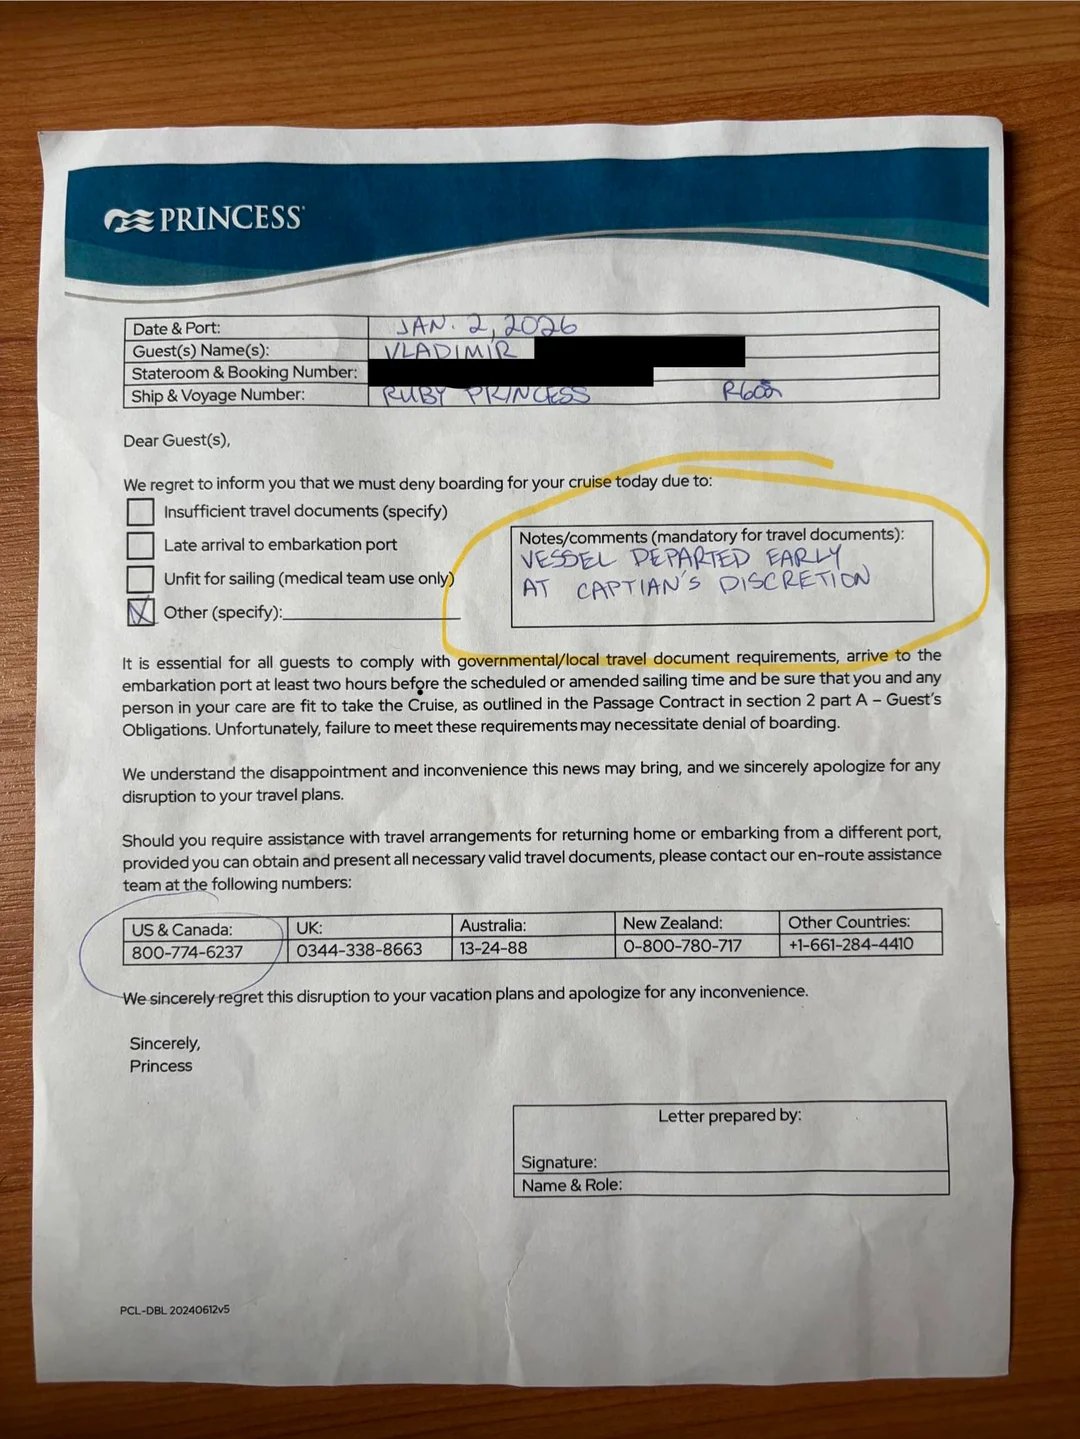 PRINCESS
Date & Port: JAN. 2, 2026
Guest(s) Name(s): VLADIMIR
Stateroom & Booking Number:
Ship & Voyage Number: RUBY PRINCESS
Dear Guest(s),
We regret to inform you that we must deny boarding for your cruise today due to:
Insufficient travel documents (specify)
Late arrival to embarkation port
Unfit for sailing (medical team use only)
Other (specify):
Notes/comments (mandatory for travel documents):
VESSEL DEPARTED EARLY
AT CAPTIAN'S DISCRETION
It is essential for all guests to comply with governmental/local travel document requirements, arrive to the
embarkation port at least two hours before the scheduled or amended sailing time and be sure that you and any
person in your care are fit to take the Cruise, as outlined in the Passage Contract in section 2 part A – Guest's
Obligations. Unfortunately, failure to meet these requirements may necessitate denial of boarding.
We understand the disappointment and inconvenience this news may bring, and we sincerely apologize for any
disruption to your travel plans.
Should you require assistance with travel arrangements for returning home or embarking from a different port,
provided you can obtain and present all necessary valid travel documents, please contact our en-route assistance
team at the following numbers:
US & Canada: UK: Australia: New Zealand: Other Countries:
800-774-6237 0344-338-8663 13-24-88 0-800-780-717 +1-661-284-4410
We sincerely regret this disruption to your vacation plans and apologize for any inconvenience.
Sincerely,
Princess
Letter prepared by:
Signature:
Name & Role:
PCL-DBL 20240612v5